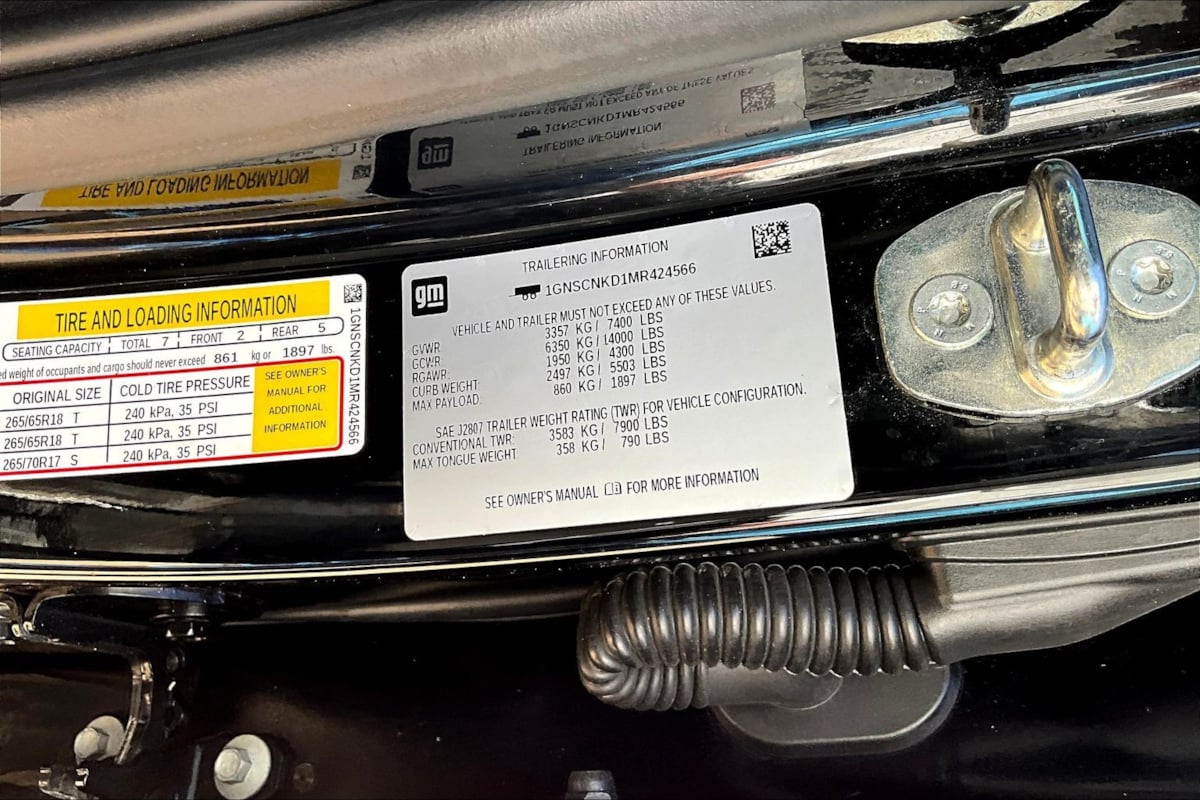 TIRE AND LOADING INFORMATION
SEATING CAPACITY TOTAL 7 FRONT 2 REAR 5
ed weight of occupants and cargo should never exceed 861 kg or 1897 lbs.
ORIGINAL SIZE COLD TIRE PRESSURE
265/65R18 T 240 kPa, 35 PSI
265/65R18 T 240 kPa, 35 PSI
265/70R17 S 240 kPa, 35 PSI
SEE OWNER'S
MANUAL FOR
ADDITIONAL
INFORMATION
1GNSCNKD1MR424566
gm
TRAILERING INFORMATION
1GNSCNKD1MR424566
VEHICLE AND TRAILER MUST NOT EXCEED ANY OF THESE VALUES.
GVWR 3357 KG / 7400 LBS
GCWR 6350 KG / 14000 LBS
RGAWR: 1950 KG / 4300 LBS
CURB WEIGHT: 2497 KG / 5503 LBS
MAX PAYLOAD: 860 KG / 1897 LBS
SAE J2807 TRAILER WEIGHT RATING (TWR) FOR VEHICLE CONFIGURATION.
CONVENTIONAL TWR: 3583 KG / 7900 LBS
MAX TONGUE WEIGHT: 358 KG / 790 LBS
SEE OWNER'S MANUAL FOR MORE INFORMATION